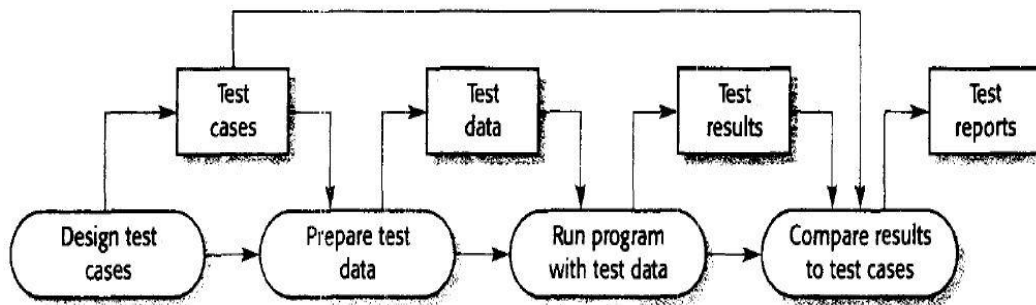 Test
cases
Test
data
Test
results
Test
reports
Design test
cases
Prepare test
data
Run program
with test data
Compare results
to test cases